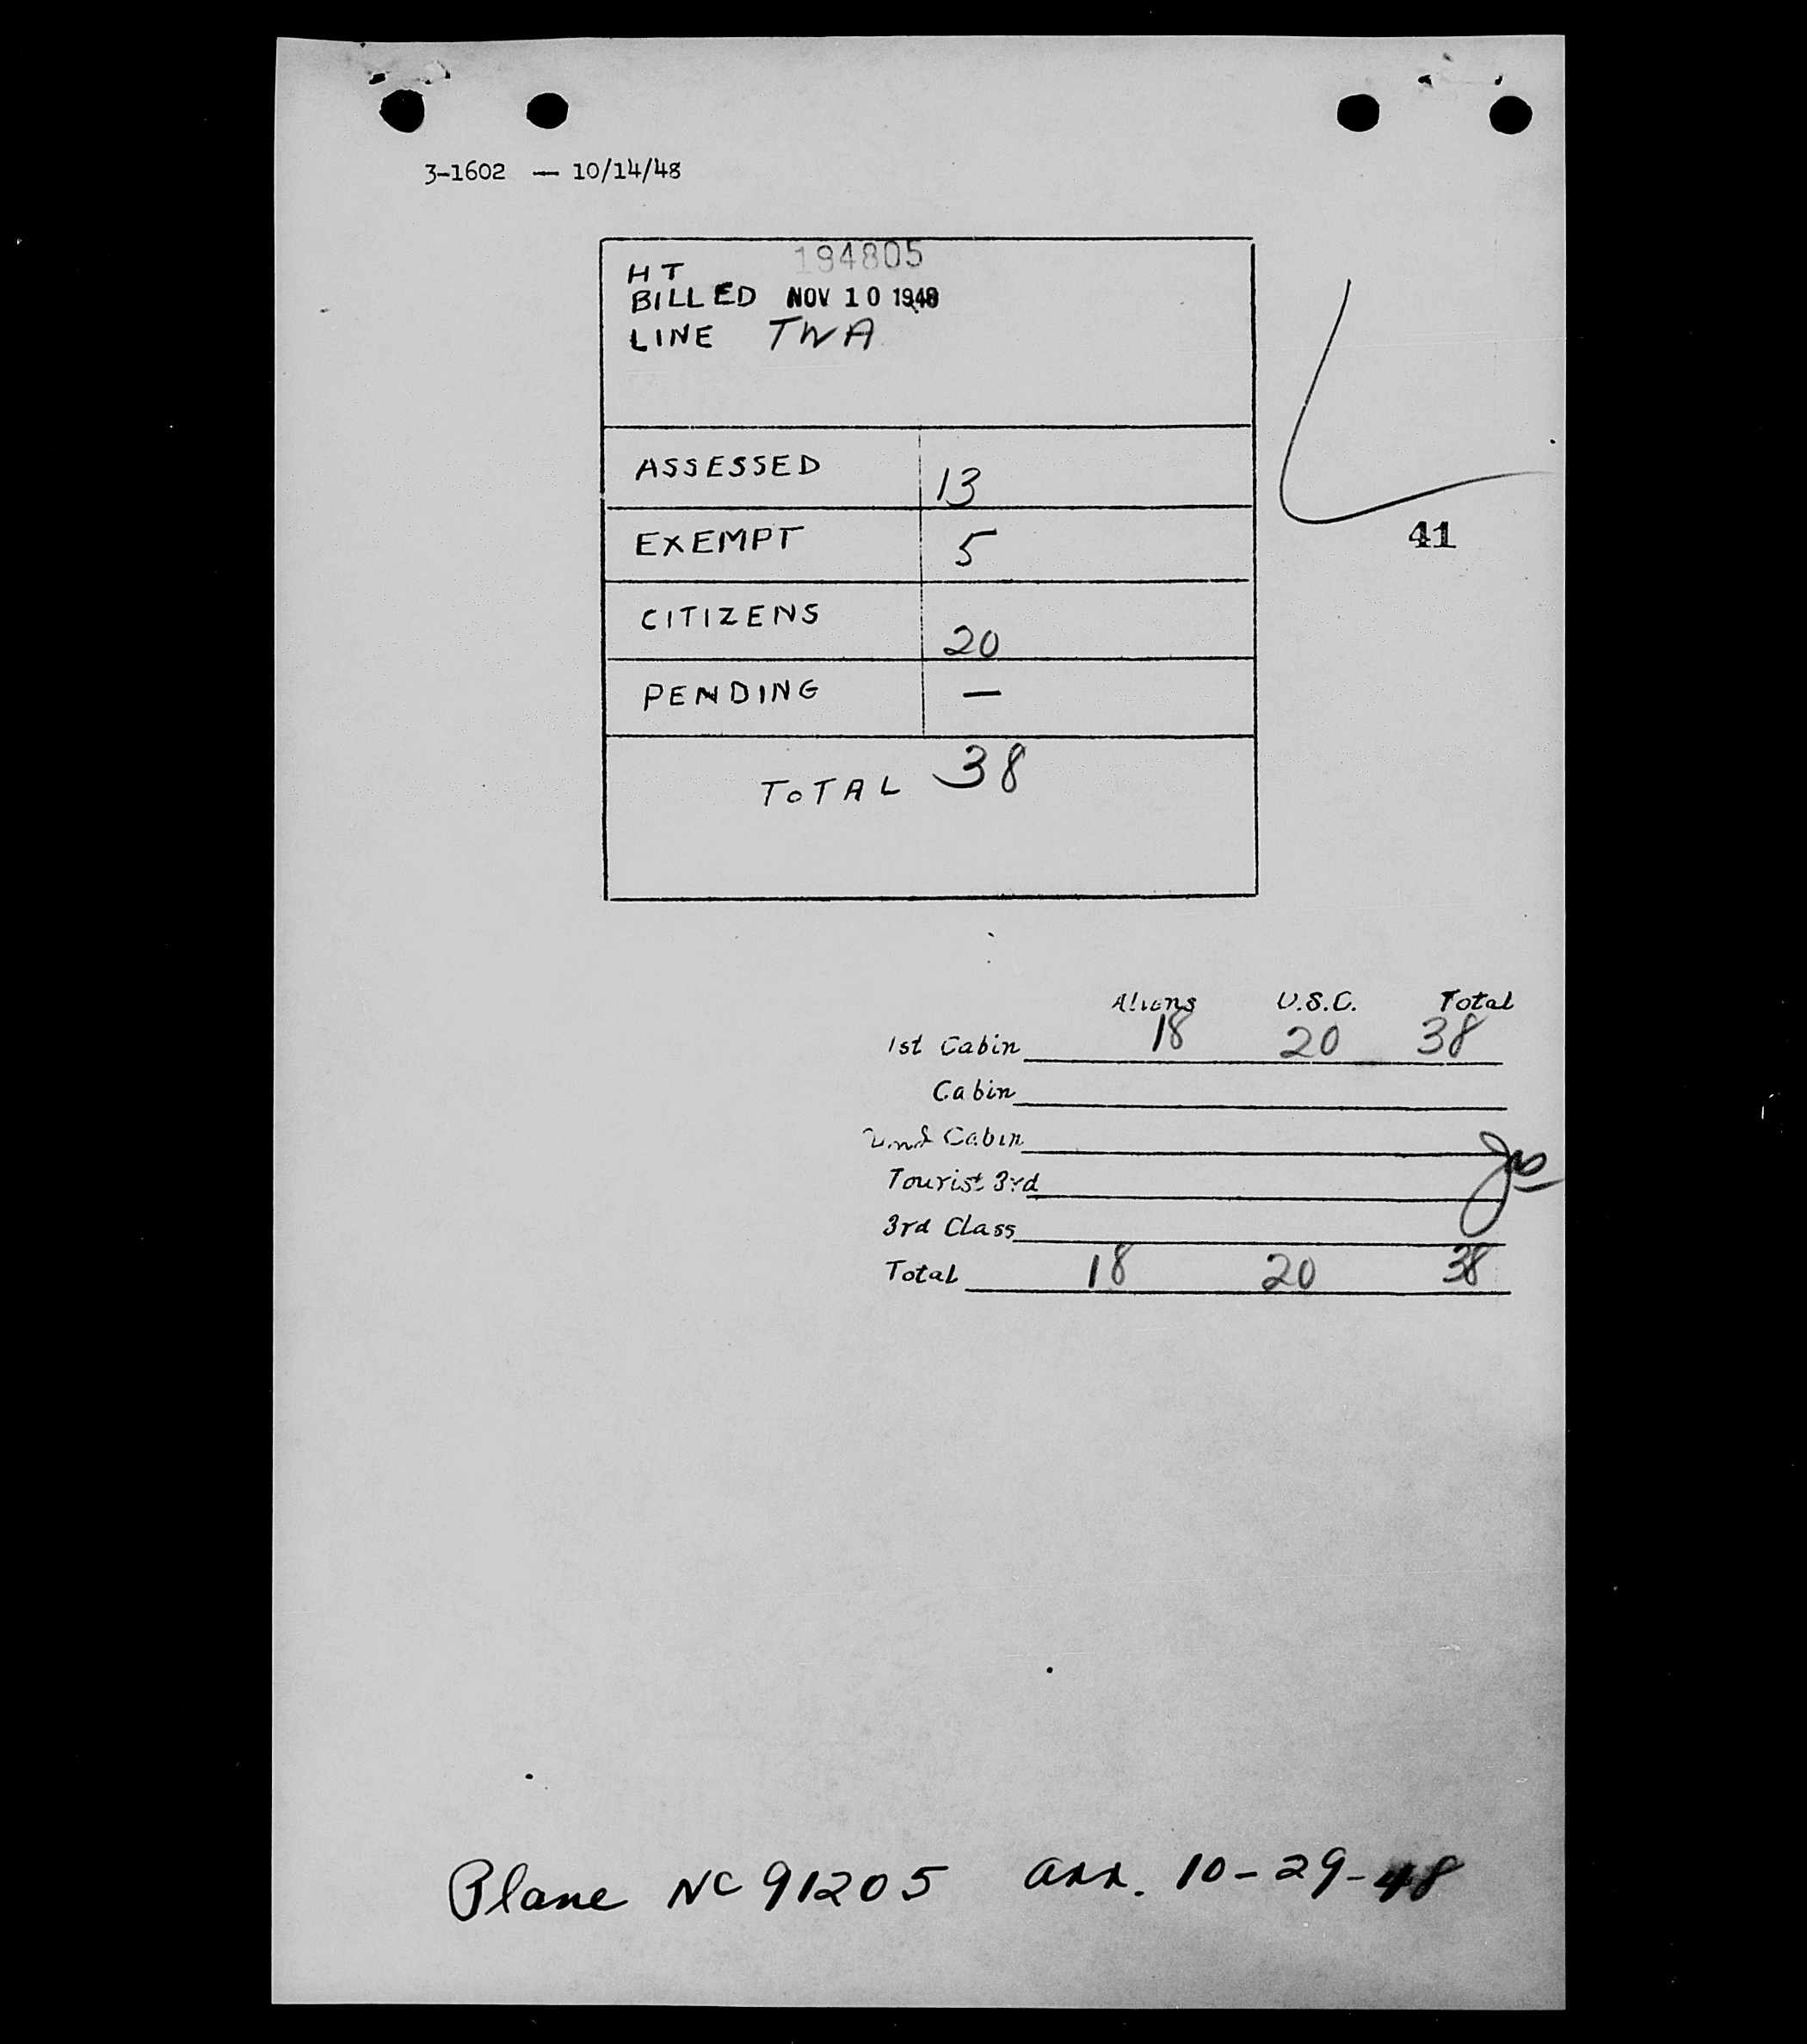 3-1602 — 10/14/48
194805
HT
BILLED NOV 10 1948
LINE TWA
ASSESSED 13
EXEMPT 5
41
CITIZENS 20
PENDING —
TOTAL 38
Aliens U.S.C. Total
1st Cabin 18 20 38
Cabin
2nd Cabin
Tourist 3rd
3rd Class
Total 18 20 38
Plane NC 91205 arr. 10-29-48